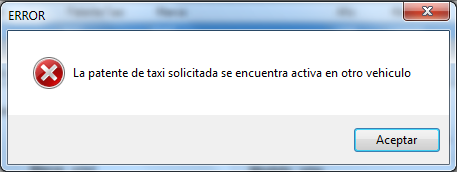 ERROR
La patente de taxi solicitada se encuentra activa en otro vehiculo
Aceptar